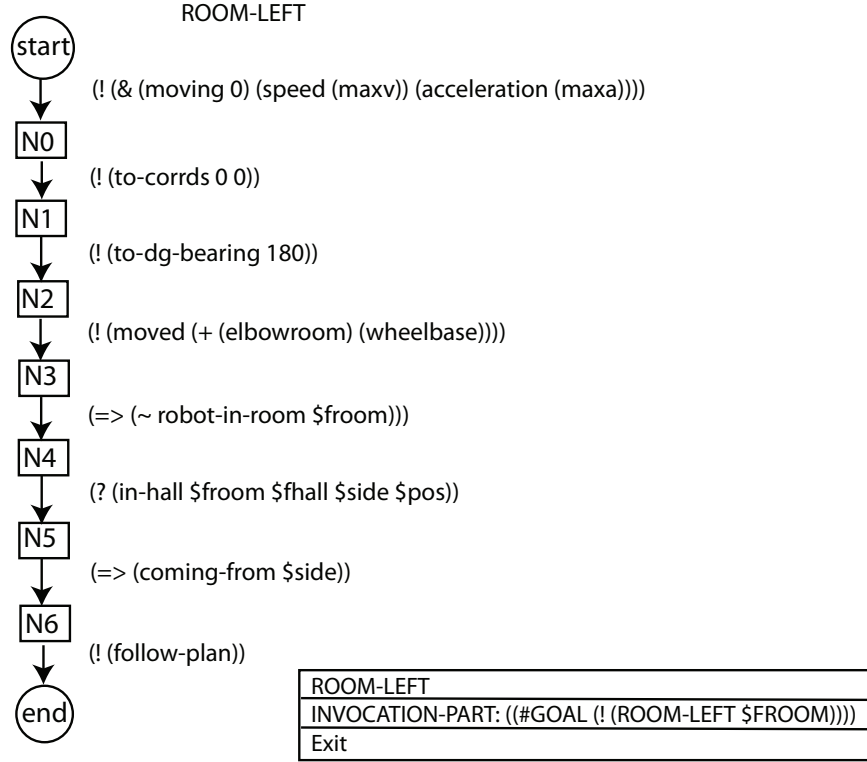 ROOM-LEFT
start
(! (& (moving 0) (speed (maxv)) (acceleration (maxa))))
N0
(! (to-corrds 0 0))
N1
(! (to-dg-bearing 180))
N2
(! (moved (+ (elbowroom) (wheelbase))))
N3
(=> (~ robot-in-room $froom)))
N4
(? (in-hall $froom $fhall $side $pos))
N5
(=> (coming-from $side))
N6
(! (follow-plan))
end
ROOM-LEFT
INVOCATION-PART: ((#GOAL (! (ROOM-LEFT $FROOM))))
Exit